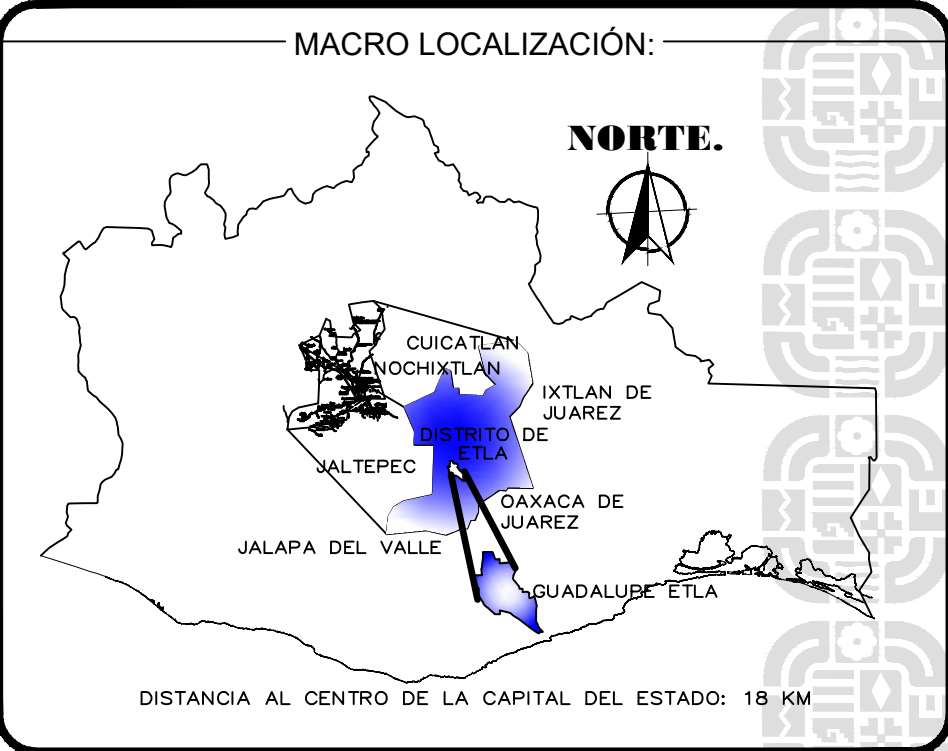 MACRO LOCALIZACIÓN:
NORTE.
CUICATLAN
NOCHIXTLAN
IXTLAN DE
JUAREZ
DISTRITO DE
ETLA
JALTEPEC
OAXACA DE
JUAREZ
JALAPA DEL VALLE
GUADALUPE ETLA
DISTANCIA AL CENTRO DE LA CAPITAL DEL ESTADO: 18 KM